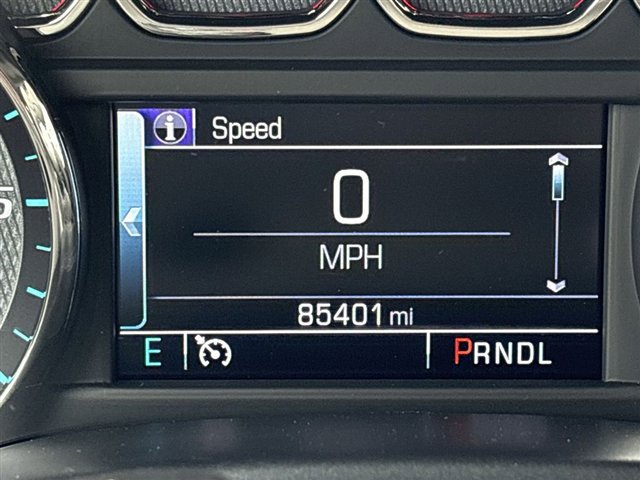 i Speed
0
MPH
85401 mi
E PRNDL